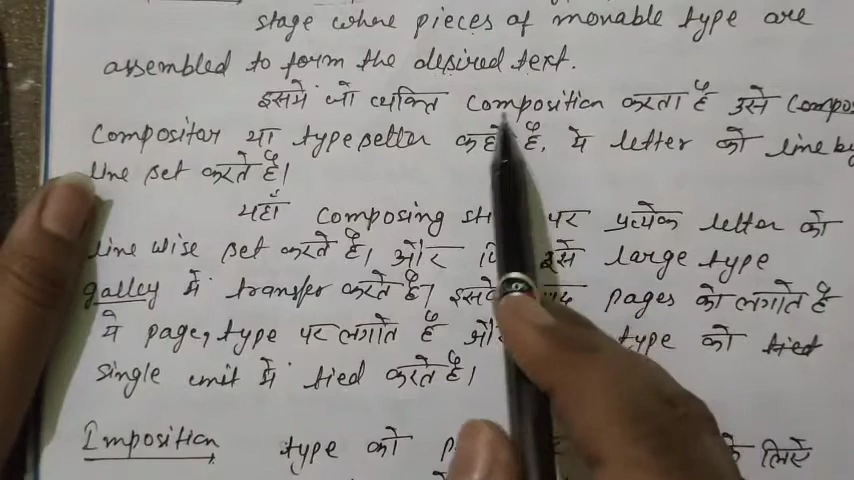 stage where pieces of movable type are
assembled to form the desired text.
इसमें जो व्यक्ति composition करता है उसे
compositor या typesetter कहते हैं, ये letter को line by
line set करते है।
यहाँ composing पर प्रत्येक letter को
line wise set करते है। और इसे large type
galley में transfer करते है। pages को लगाते है
ये page, type पर लगाते है type को tied
single unit में tied करते है।
Imposition type को लिए